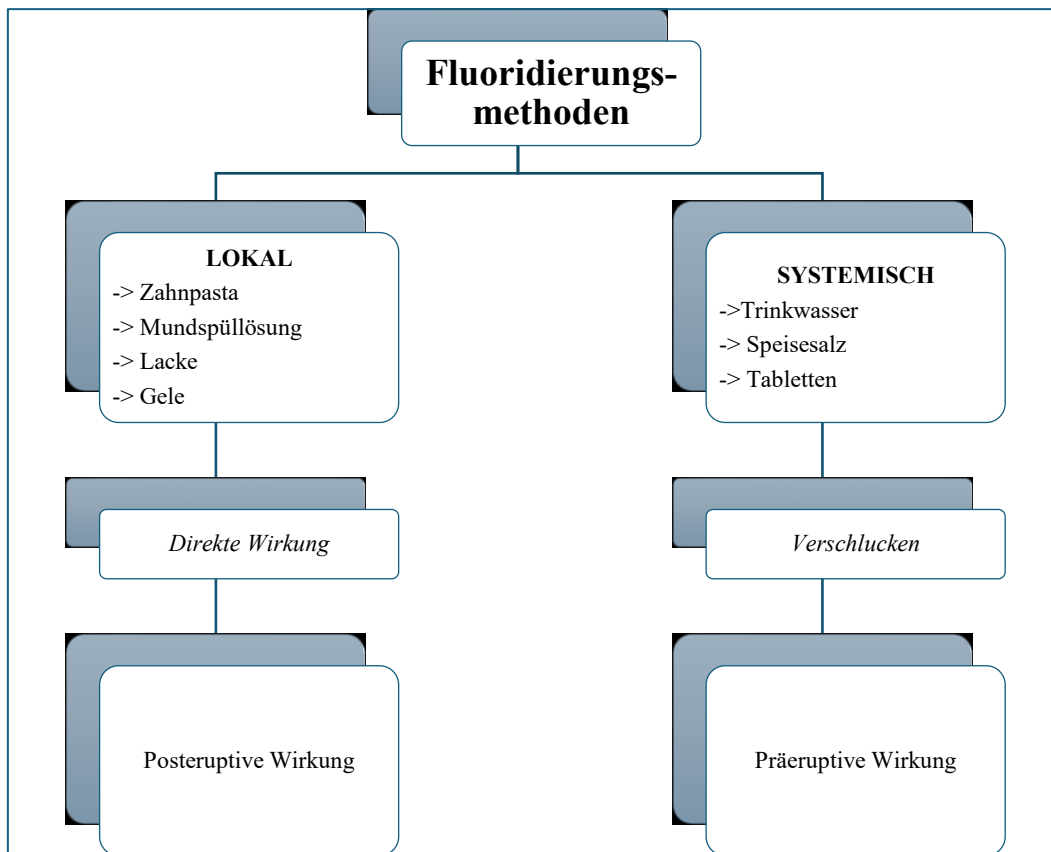 Fluoridierungs-
methoden
LOKAL
-> Zahnpasta
-> Mundspüllösung
-> Lacke
-> Gele
SYSTEMISCH
->Trinkwasser
-> Speisesalz
-> Tabletten
Direkte Wirkung
Verschlucken
Posteruptive Wirkung
Präeruptive Wirkung